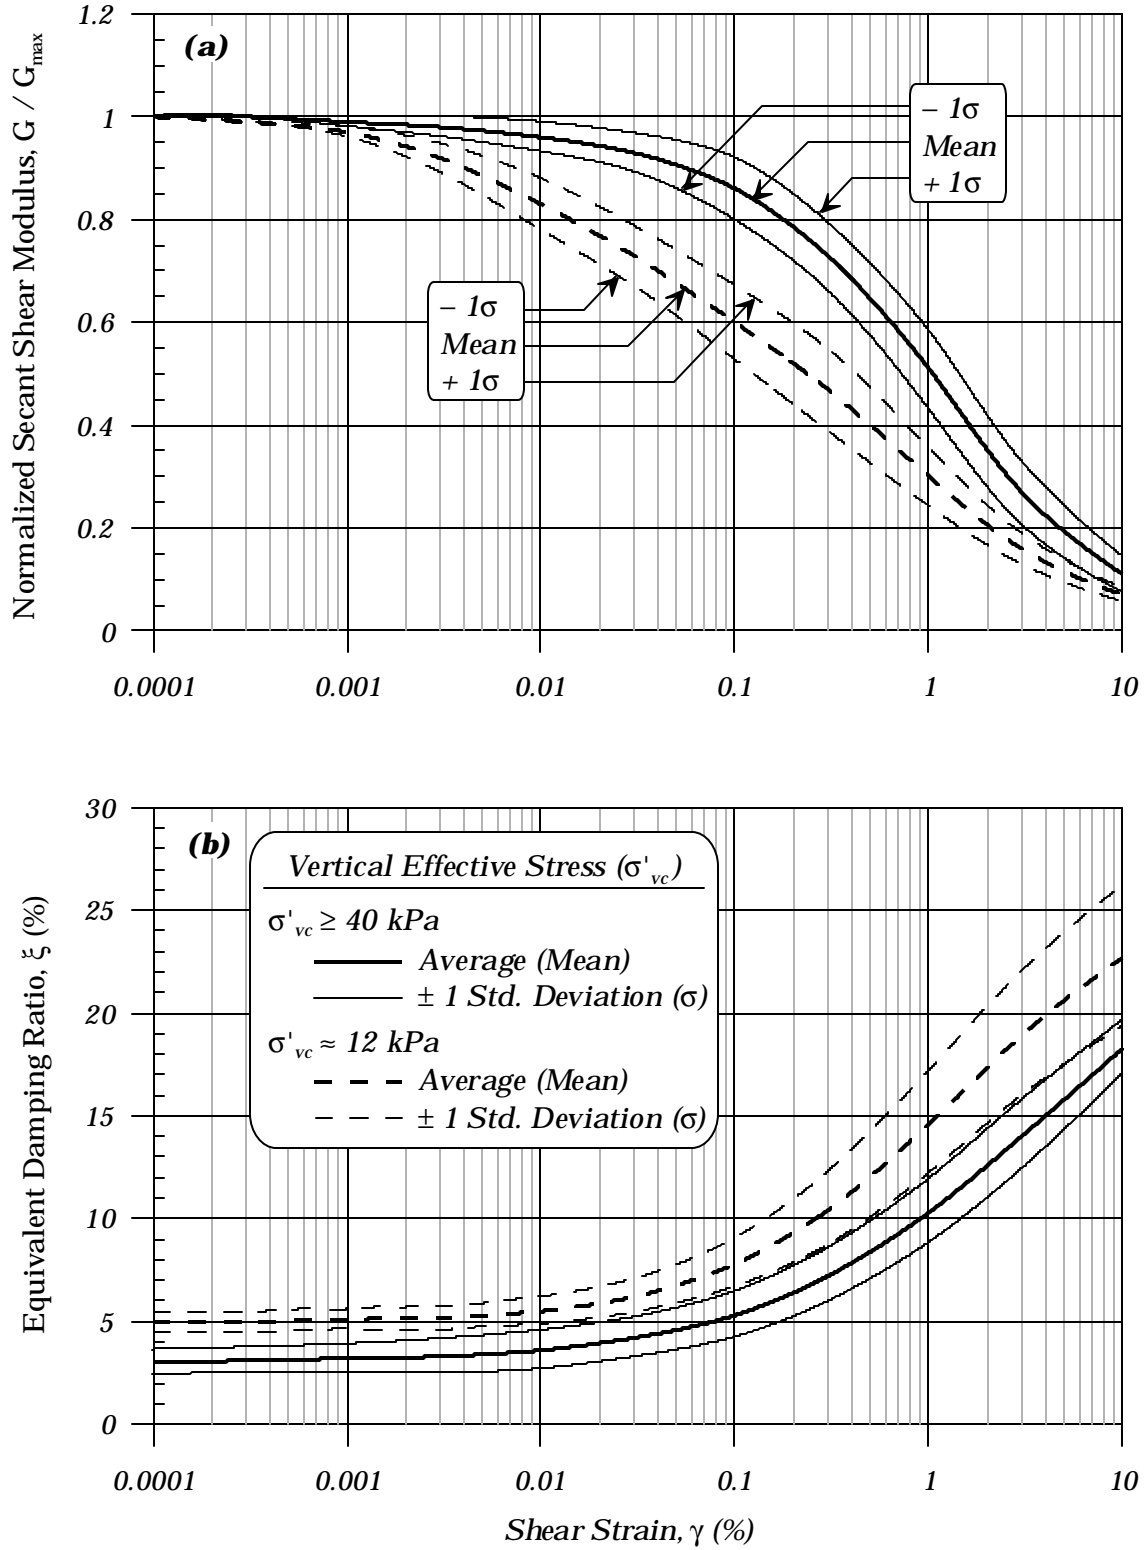 1.2
(a)
1
0.8
0.6
0.4
0.2
0
Normalized Secant Shear Modulus, G / Gmax
− 1σ
Mean
+ 1σ
− 1σ
Mean
+ 1σ
0.0001 0.001 0.01 0.1 1 10
30
25
20
15
10
5
0
Equivalent Damping Ratio, ξ (%)
(b)
Vertical Effective Stress (σ'vc)
σ'vc ≥ 40 kPa
Average (Mean)
± 1 Std. Deviation (σ)
σ'vc ≈ 12 kPa
Average (Mean)
± 1 Std. Deviation (σ)
0.0001 0.001 0.01 0.1 1 10
Shear Strain, γ (%)